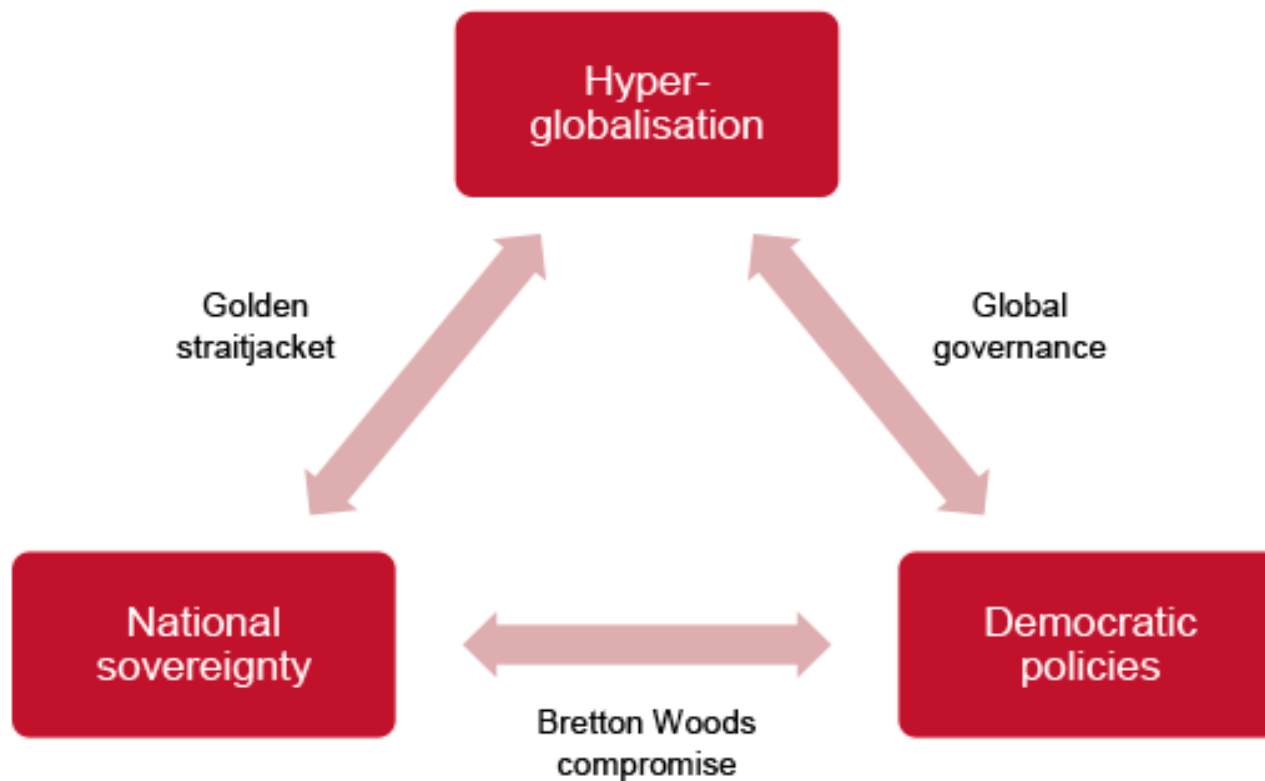 Hyper-
globalisation
Golden
straitjacket
Global
governance
National
sovereignty
Democratic
policies
Bretton Woods
compromise